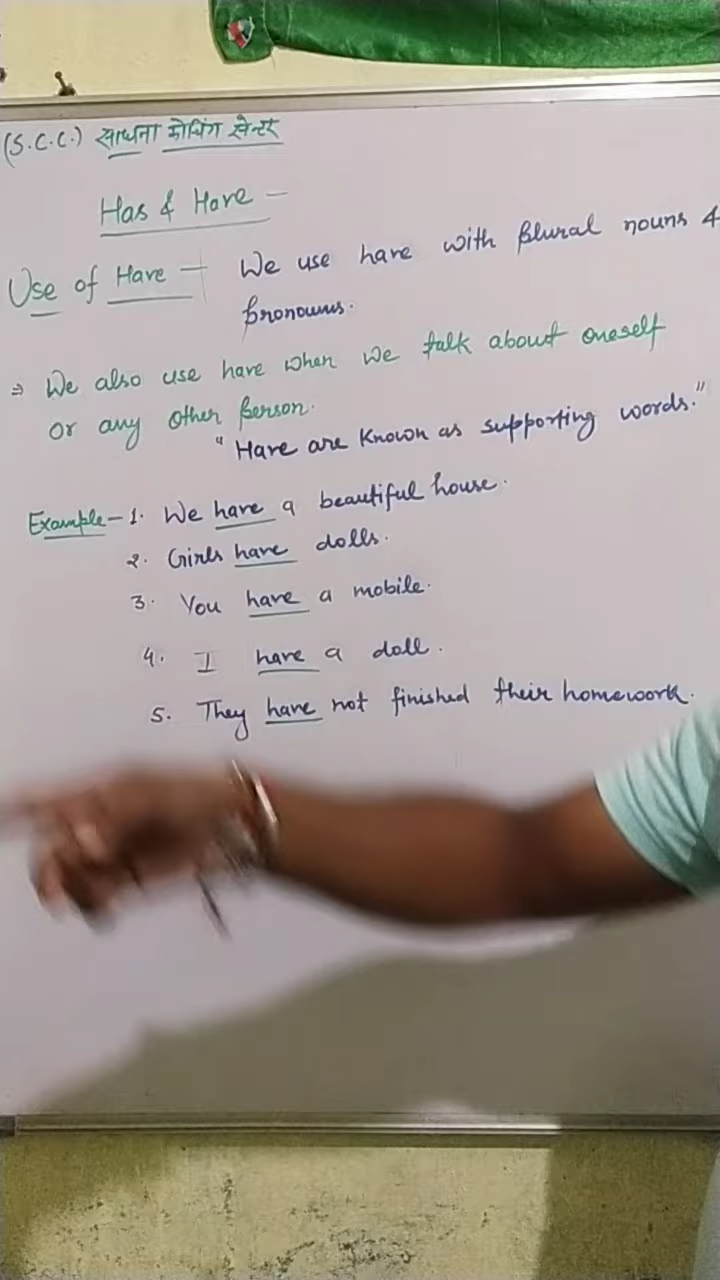 (S.C.C.) साधना कोचिंग सेन्टर
Has & Have —
Use of Have — We use have with plural nouns &
pronouns.
⇒ We also use have when we talk about oneself
or any other person.
"Have are known as supporting words."
Example – 1. We have a beautiful house.
2. Girls have dolls.
3. You have a mobile.
4. I have a doll.
5. They have not finished their homework.